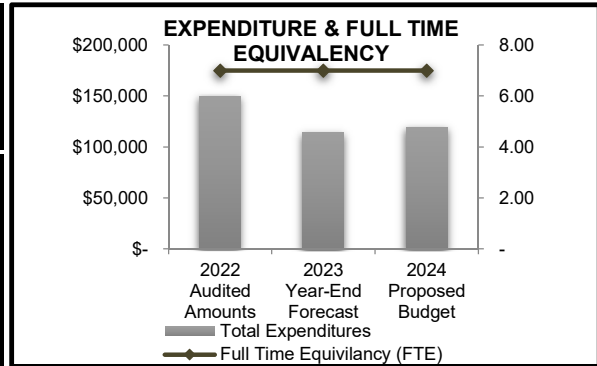 EXPENDITURE & FULL TIME
EQUIVALENCY
$200,000
$150,000
$100,000
$50,000
$-
8.00
6.00
4.00
2.00
-
2022
Audited
Amounts
2023
Year-End
Forecast
2024
Proposed
Budget
Total Expenditures
Full Time Equivilancy (FTE)